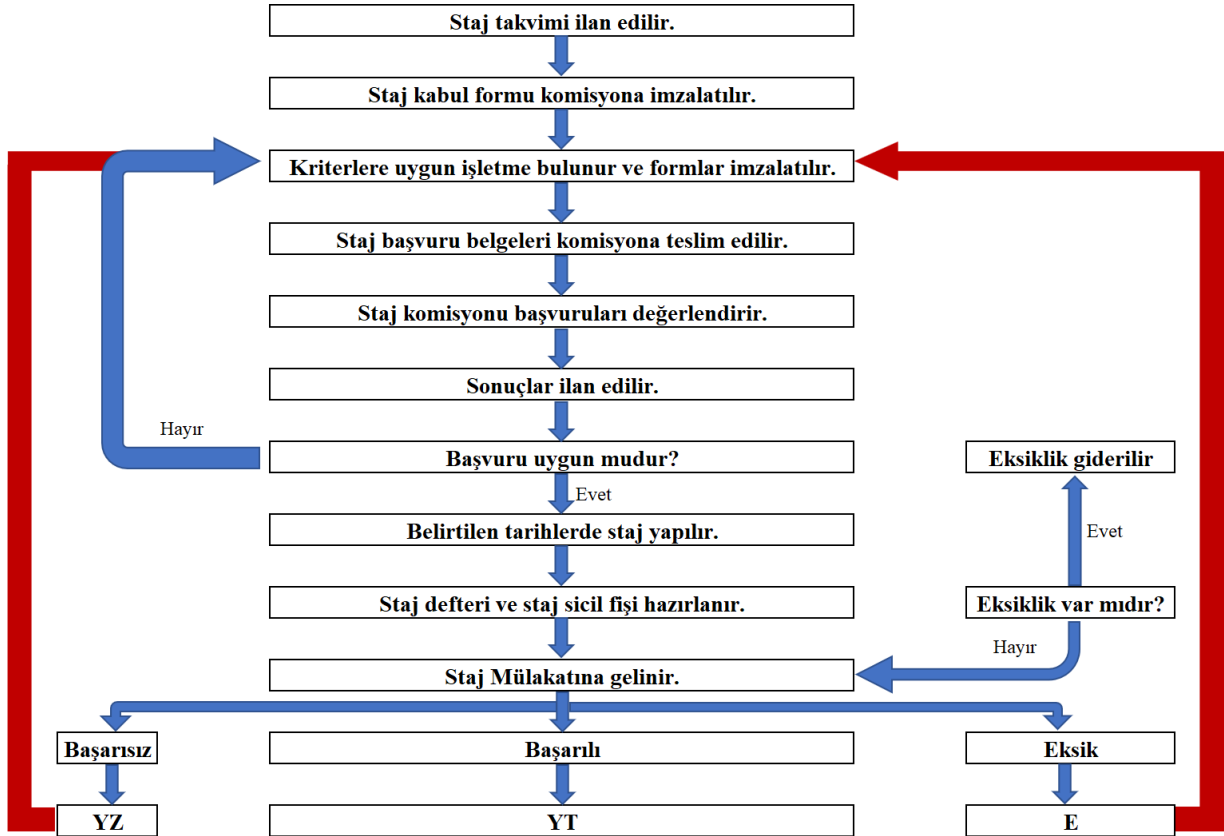 Staj takvimi ilan edilir.
Staj kabul formu komisyona imzalatılır.
Kriterlere uygun işletme bulunur ve formlar imzalatılır.
Staj başvuru belgeleri komisyona teslim edilir.
Staj komisyonu başvuruları değerlendirir.
Sonuçlar ilan edilir.
Hayır
Başvuru uygun mudur?
Eksiklik giderilir
Evet
Belirtilen tarihlerde staj yapılır.
Evet
Staj defteri ve staj sicil fişi hazırlanır.
Eksiklik var mıdır?
Hayır
Staj Mülakatına gelinir.
Başarısız
Başarılı
Eksik
YZ
YT
E